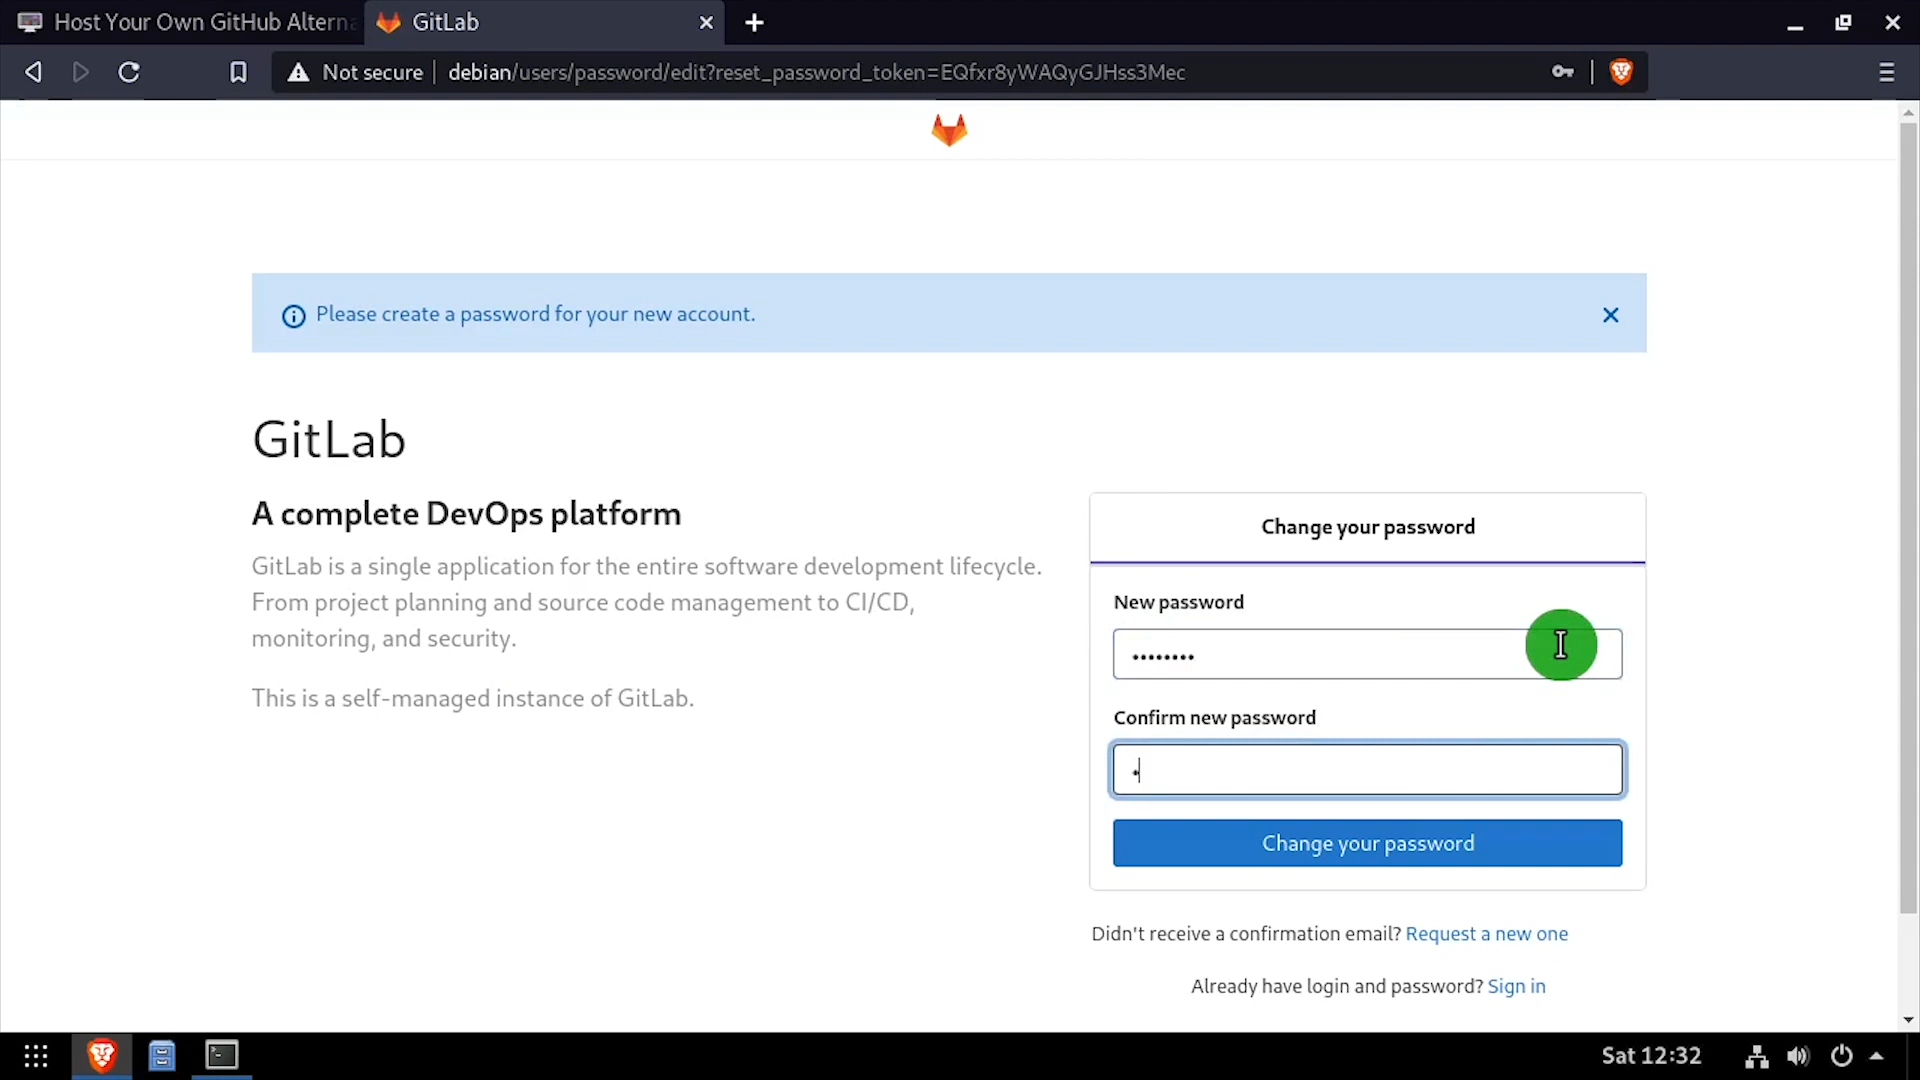 Host Your Own GitHub Alterna
GitLab
Not secure
debian/users/password/edit?reset_password_token=EQfxr8yWAQyGJHss3Mec
Please create a password for your new account.
GitLab
A complete DevOps platform
GitLab is a single application for the entire software development lifecycle.
From project planning and source code management to CI/CD,
monitoring, and security.
This is a self-managed instance of GitLab.
Change your password
New password
••••••••
Confirm new password
•
Change your password
Didn't receive a confirmation email? Request a new one
Already have login and password? Sign in
Sat 12:32